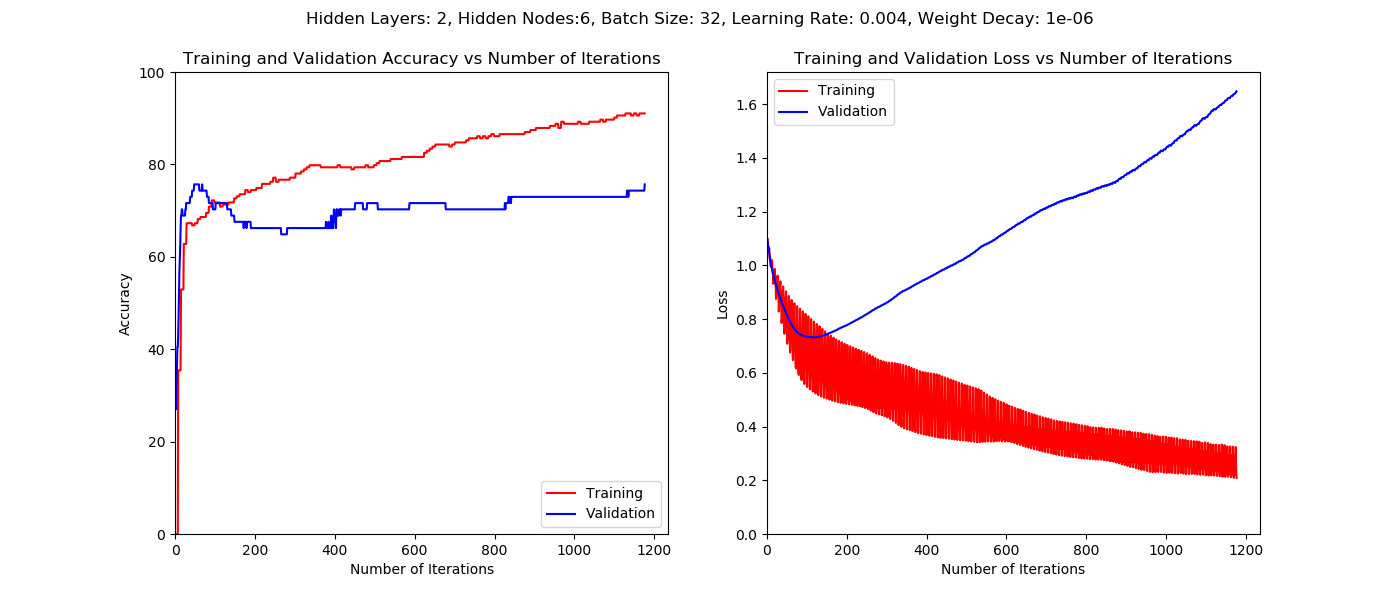 Hidden Layers: 2, Hidden Nodes:6, Batch Size: 32, Learning Rate: 0.004, Weight Decay: 1e-06
Training and Validation Accuracy vs Number of Iterations
100
80
60
40
20
0
Accuracy
0 200 400 600 800 1000 1200
Number of Iterations
Training
Validation
Training and Validation Loss vs Number of Iterations
1.6
1.4
1.2
1.0
0.8
0.6
0.4
0.2
0.0
Loss
0 200 400 600 800 1000 1200
Number of Iterations
Training
Validation